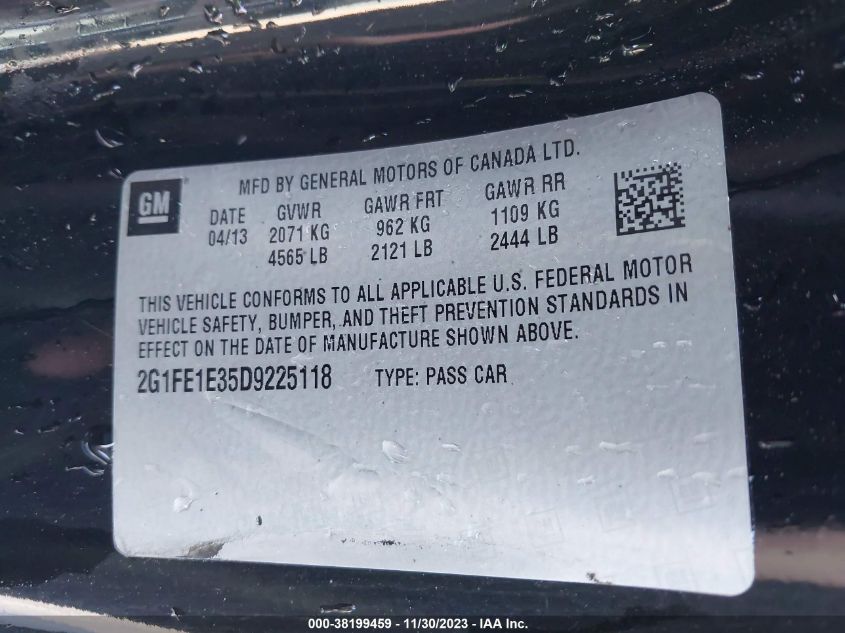 GM
MFD BY GENERAL MOTORS OF CANADA LTD.
DATE GVWR GAWR FRT GAWR RR
04/13 2071 KG 962 KG 1109 KG
4565 LB 2121 LB 2444 LB
THIS VEHICLE CONFORMS TO ALL APPLICABLE U.S. FEDERAL MOTOR
VEHICLE SAFETY, BUMPER, AND THEFT PREVENTION STANDARDS IN
EFFECT ON THE DATE OF MANUFACTURE SHOWN ABOVE.
2G1FE1E35D9225118 TYPE: PASS CAR
000-38199459 - 11/30/2023 - IAA Inc.